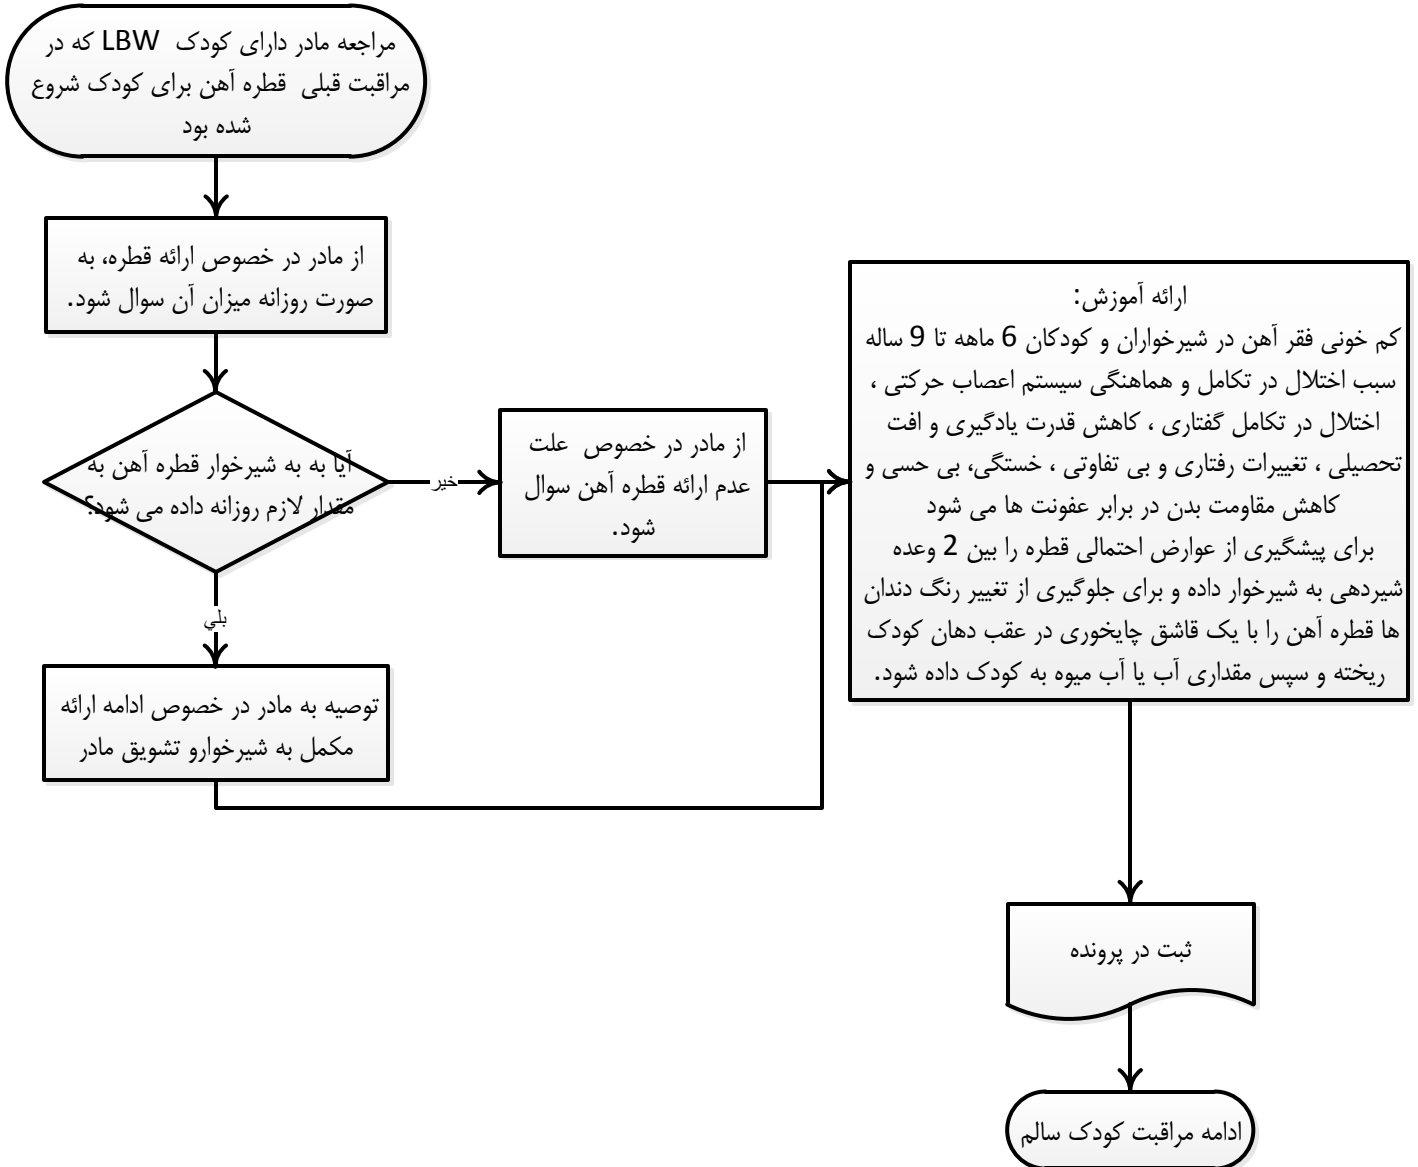 مراجعه مادر دارای کودک LBW که در
مراقبت قبلی قطره آهن برای کودک شروع
شده بود
از مادر در خصوص ارائه قطره، به
صورت روزانه میزان آن سوال شود.
آیا به به شیرخوار قطره آهن به
مقدار لازم روزانه داده می شود؟
خیر
از مادر در خصوص علت
عدم ارائه قطره آهن سوال
شود.
بلي
توصیه به مادر در خصوص ادامه ارائه
مکمل به شیرخوارو تشویق مادر
ارائه آموزش:
کم خونی فقر آهن در شیرخواران و کودکان 6 ماهه تا 9 ساله
سبب اختلال در تکامل و هماهنگی سیستم اعصاب حرکتی ،
اختلال در تکامل گفتاری ، کاهش قدرت یادگیری و افت
تحصیلی ، تغییرات رفتاری و بی تفاوتی ، خستگی، بی حسی و
کاهش مقاومت بدن در برابر عفونت ها می شود
برای پیشگیری از عوارض احتمالی قطره را بین 2 وعده
شیردهی به شیرخوار داده و برای جلوگیری از تغییر رنگ دندان
ها قطره آهن را با یک قاشق چایخوری در عقب دهان کودک
ریخته و سپس مقداری آب یا آب میوه به کودک داده شود.
ثبت در پرونده
ادامه مراقبت کودک سالم